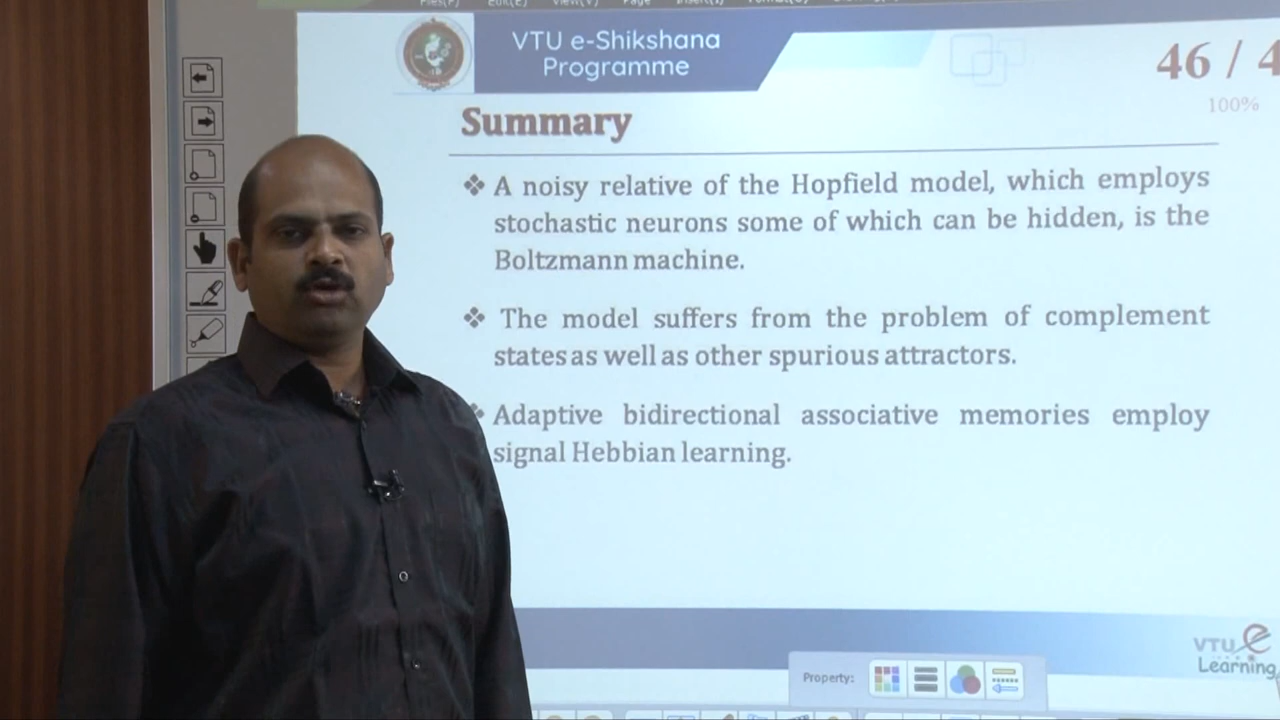 VTU e-Shikshana
Programme
46 / 4
100%
Summary
❖ A noisy relative of the Hopfield model, which employs
stochastic neurons some of which can be hidden, is the
Boltzmann machine.
❖ The model suffers from the problem of complement
states as well as other spurious attractors.
Adaptive bidirectional associative memories employ
signal Hebbian learning.
VTU e
Learning
Property: